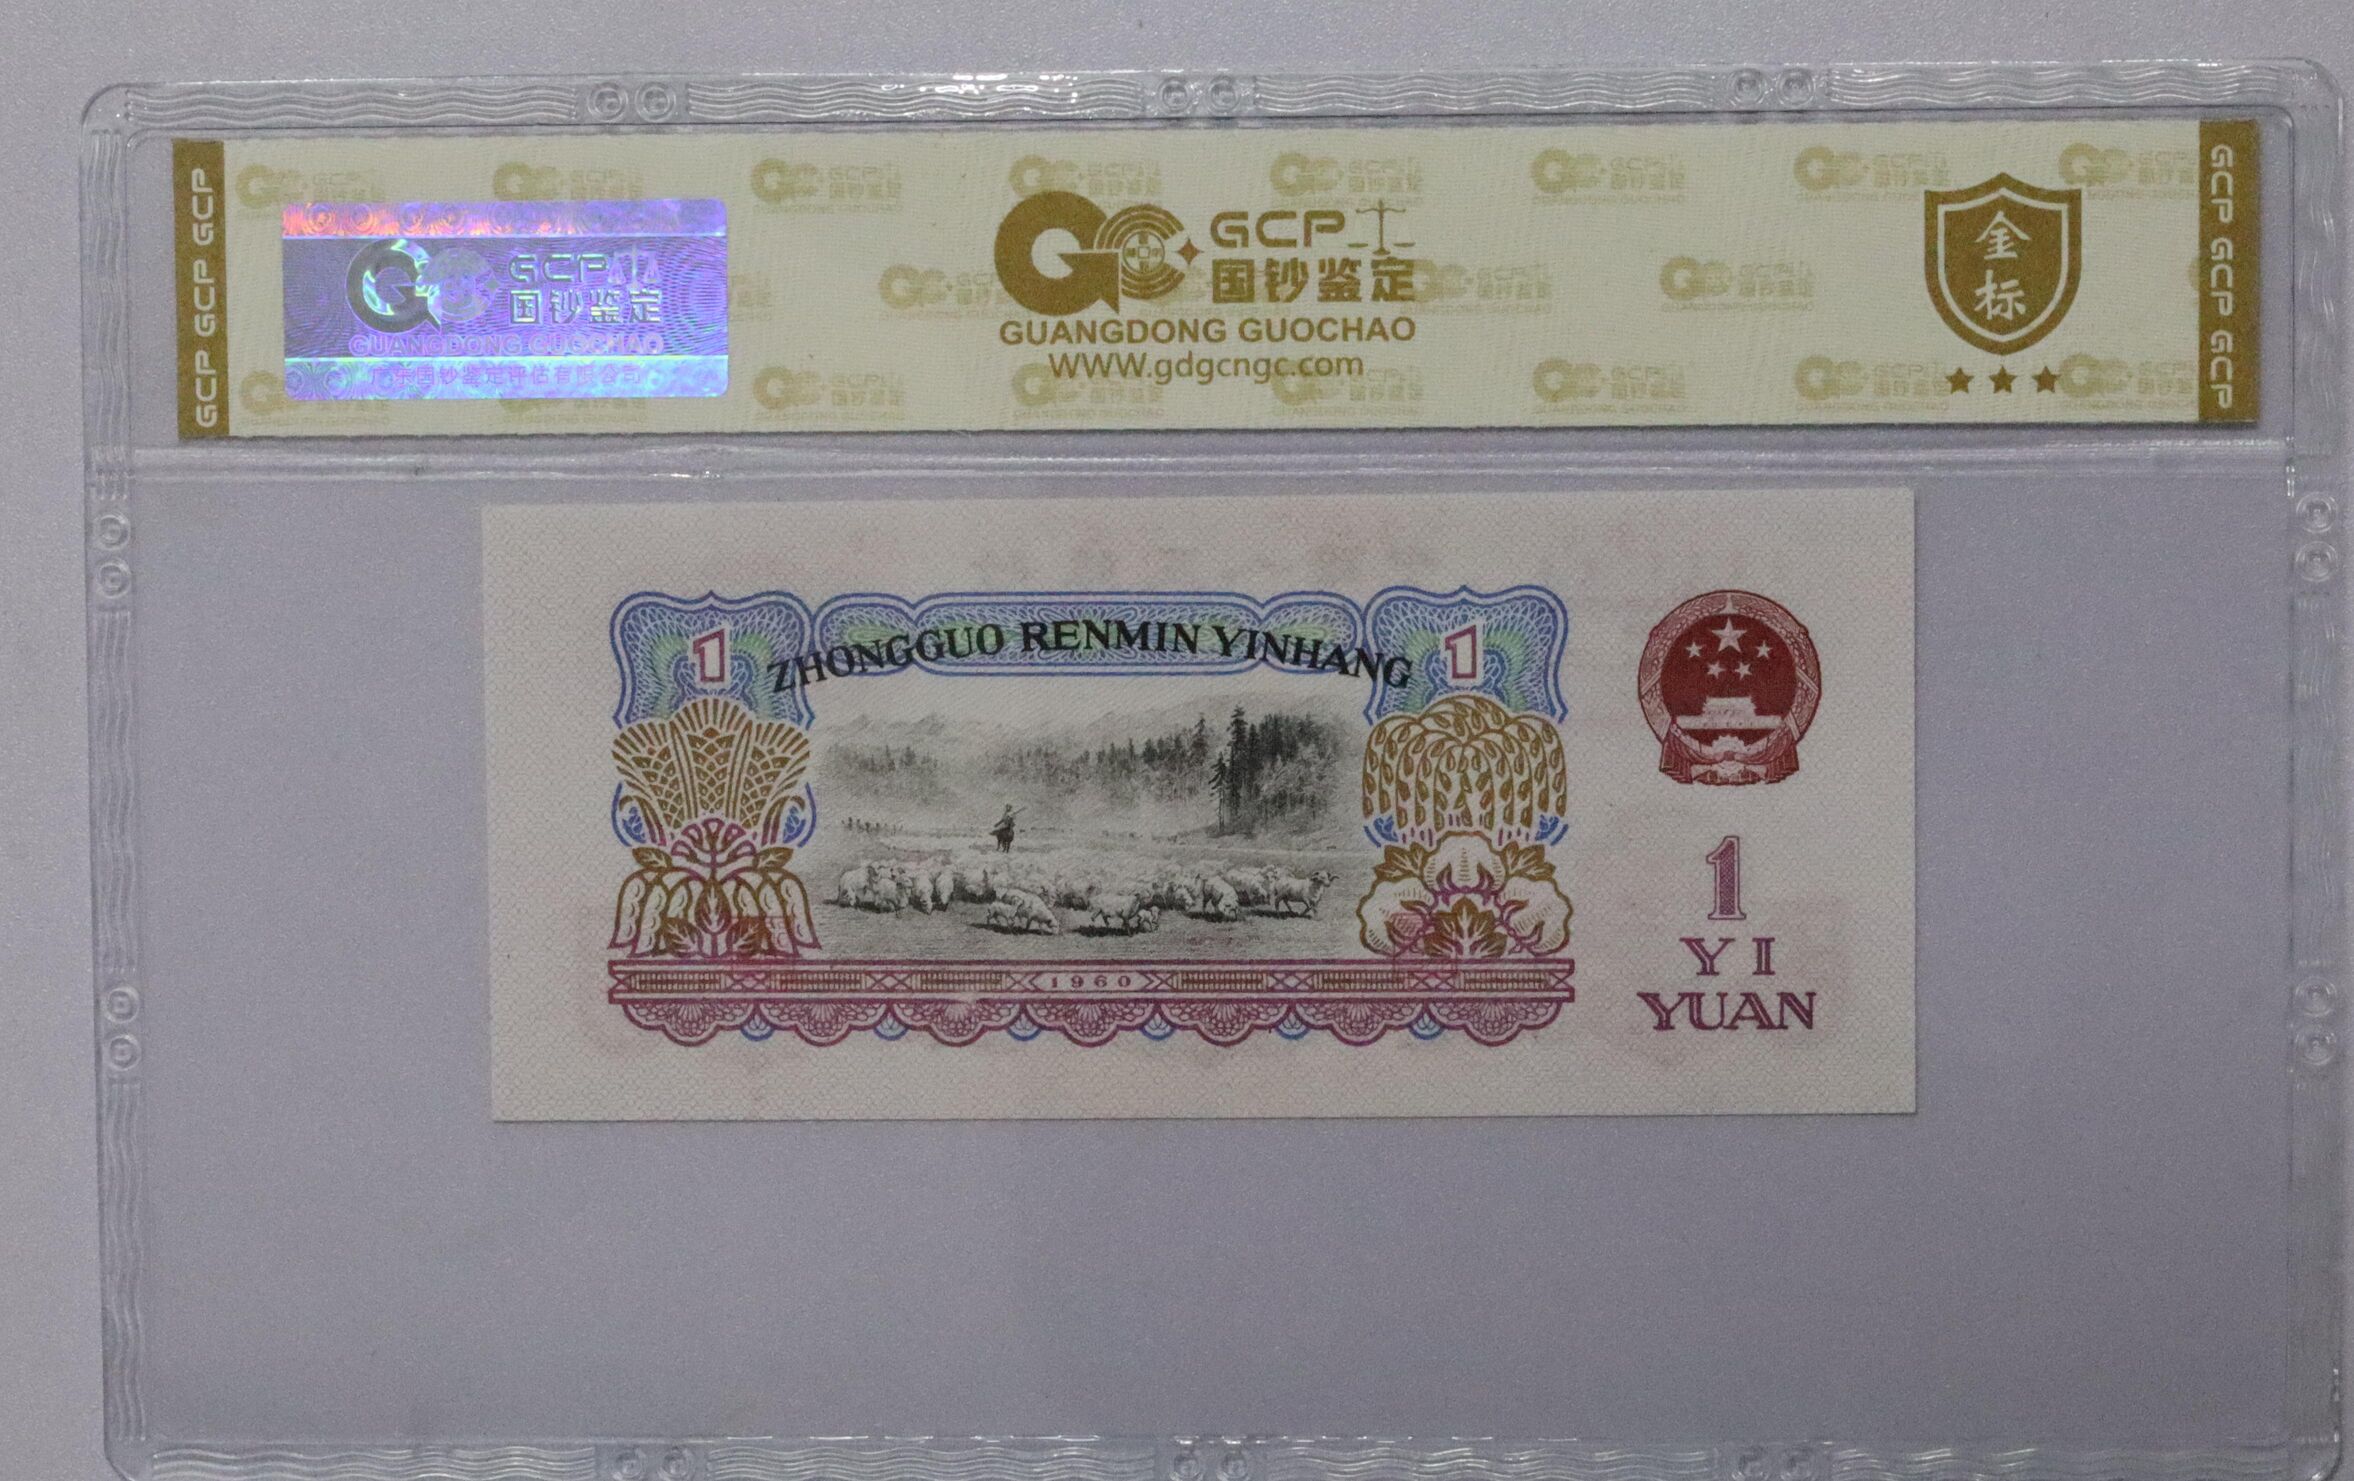 GCP GCP GCP
GCP
国钞鉴定
GUANGDONG GUOCHAO
广东国钞鉴定评估有限公司
GCP
国钞鉴定
GUANGDONG GUOCHAO
WWW.gdgcngc.com
金
标
GCP GCP GCP
1
ZHONGGUO RENMIN YINHANG
1
1960
1
YI
YUAN